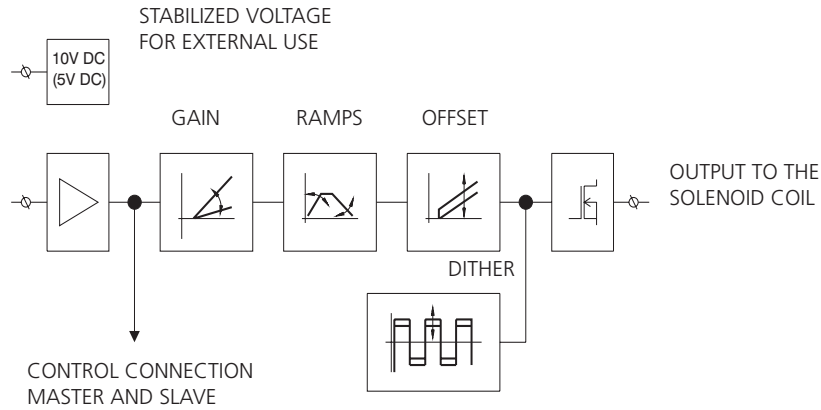 STABILIZED VOLTAGE
FOR EXTERNAL USE
10V DC
(5V DC)
GAIN
RAMPS
OFFSET
OUTPUT TO THE
SOLENOID COIL
DITHER
CONTROL CONNECTION
MASTER AND SLAVE